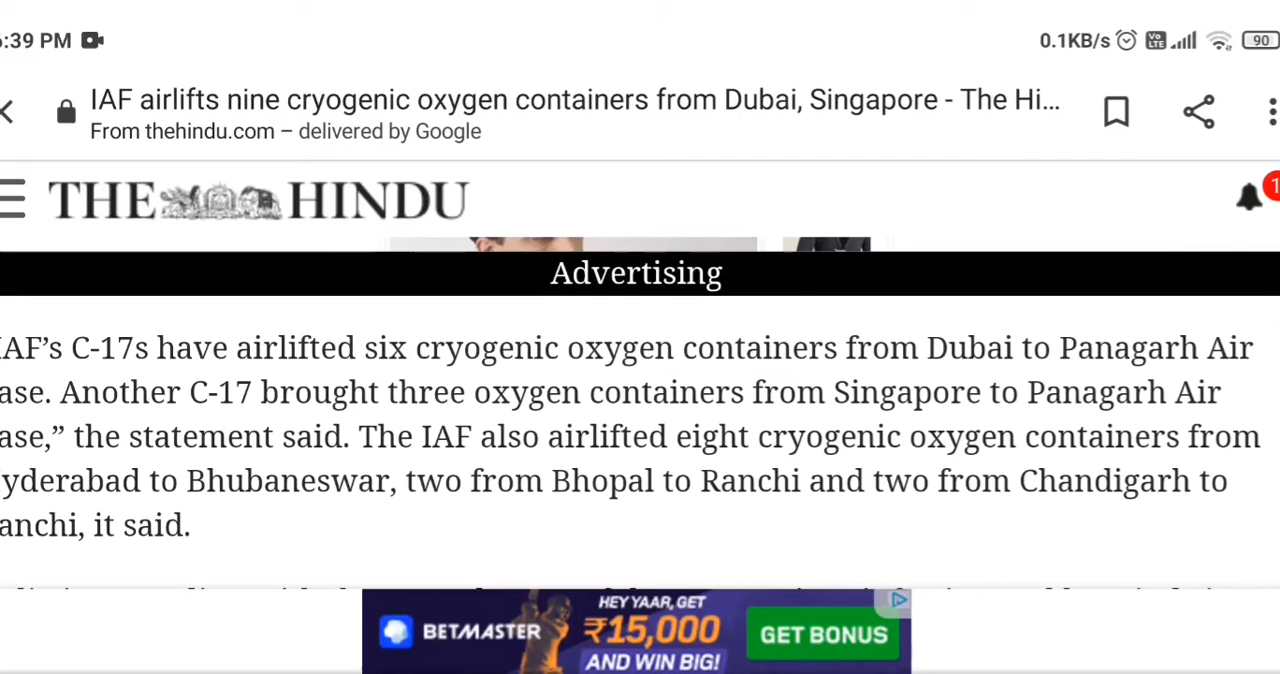 :39 PM
0.1KB/s
Vo LTE
90
IAF airlifts nine cryogenic oxygen containers from Dubai, Singapore - The Hi...
From thehindu.com – delivered by Google
THE HINDU
1
Advertising
IAF's C-17s have airlifted six cryogenic oxygen containers from Dubai to Panagarh Air
ase. Another C-17 brought three oxygen containers from Singapore to Panagarh Air
ase,” the statement said. The IAF also airlifted eight cryogenic oxygen containers from
yderabad to Bhubaneswar, two from Bhopal to Ranchi and two from Chandigarh to
anchi, it said.
HEY YAAR, GET
BETMASTER
₹15,000
GET BONUS
AND WIN BIG!